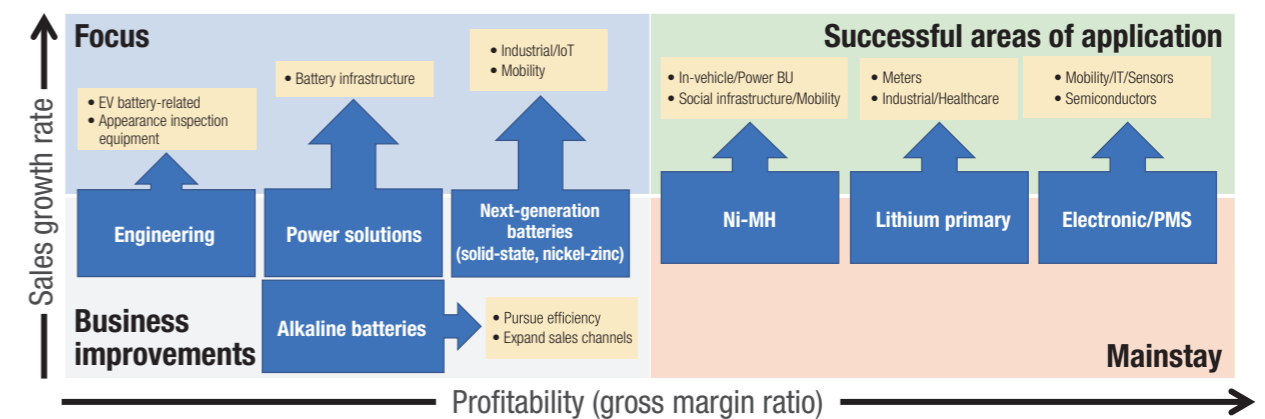 Sales growth rate
Focus
Successful areas of application
• EV battery-related
• Appearance inspection
equipment
• Battery infrastructure
• Industrial/IoT
• Mobility
• In-vehicle/Power BU
• Social infrastructure/Mobility
• Meters
• Industrial/Healthcare
• Mobility/IT/Sensors
• Semiconductors
Engineering
Power solutions
Next-generation
batteries
(solid-state, nickel-zinc)
Ni-MH
Lithium primary
Electronic/PMS
Business
improvements
Alkaline batteries
• Pursue efficiency
• Expand sales channels
Mainstay
Profitability (gross margin ratio)